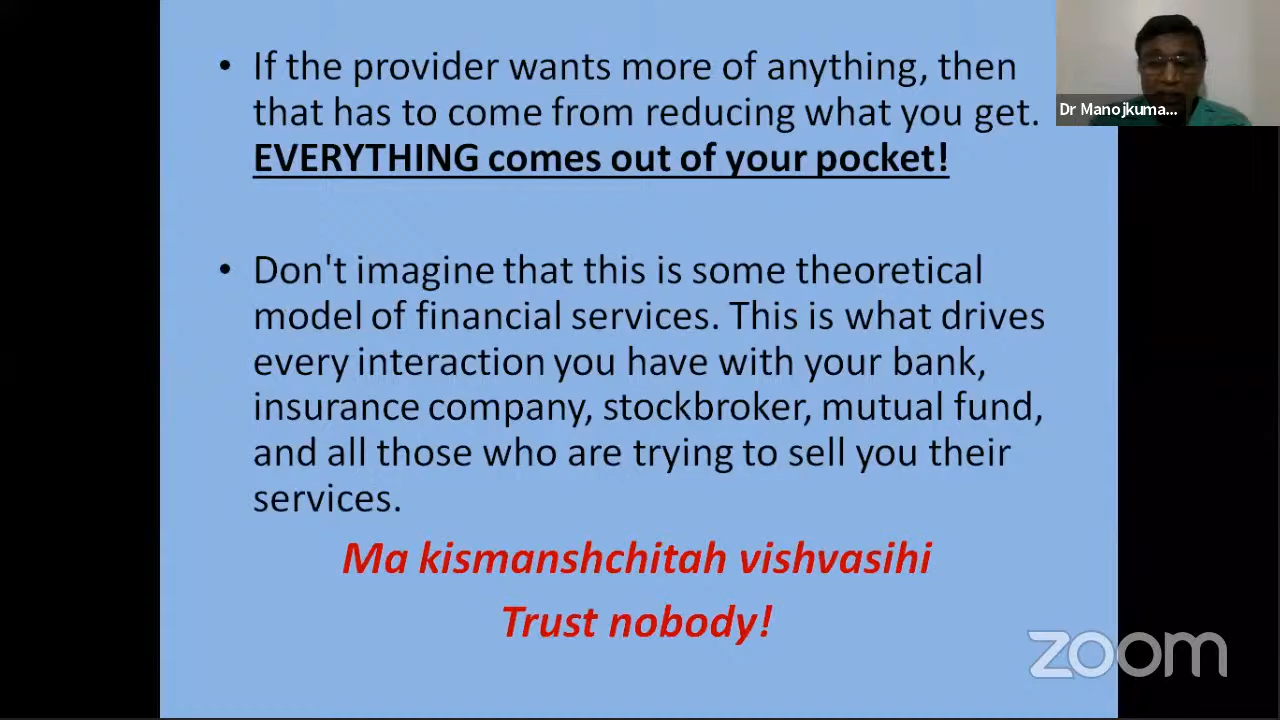 • If the provider wants more of anything, then
that has to come from reducing what you get.
EVERYTHING comes out of your pocket!
• Don't imagine that this is some theoretical
model of financial services. This is what drives
every interaction you have with your bank,
insurance company, stockbroker, mutual fund,
and all those who are trying to sell you their
services.
Ma kismanshchitah vishvasihi
Trust nobody!
Dr Manojkuma...
zoom